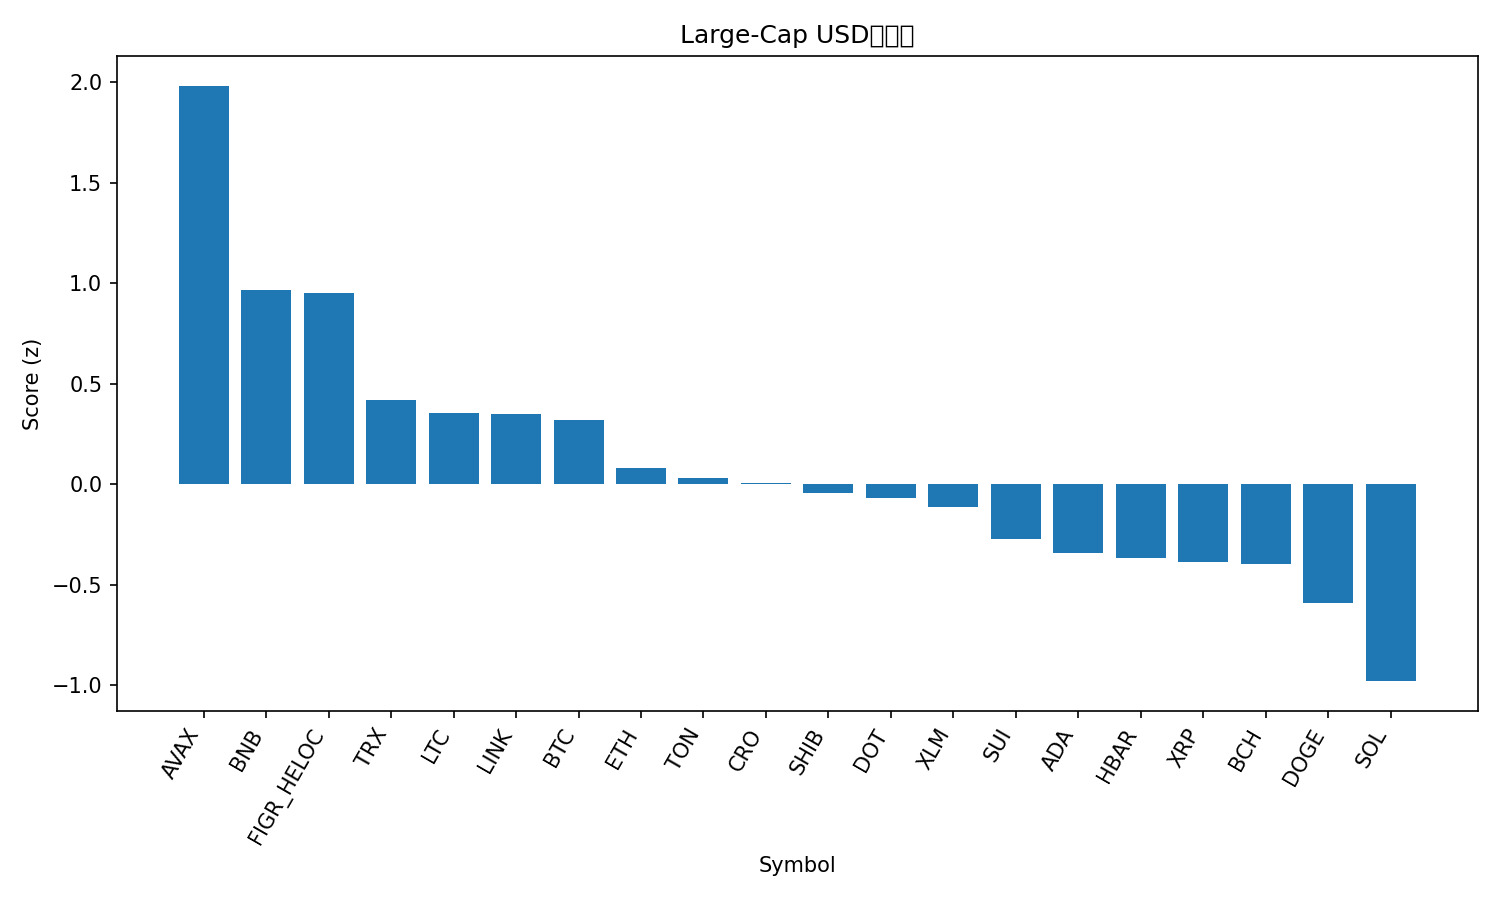 Large-Cap USD
Score (z)
2.0
1.5
1.0
0.5
0.0
−0.5
−1.0
AVAX
BNB
FIGR_HELOC
TRX
LTC
LINK
BTC
ETH
TON
CRO
SHIB
DOT
XLM
SUI
ADA
HBAR
XRP
BCH
DOGE
SOL
Symbol